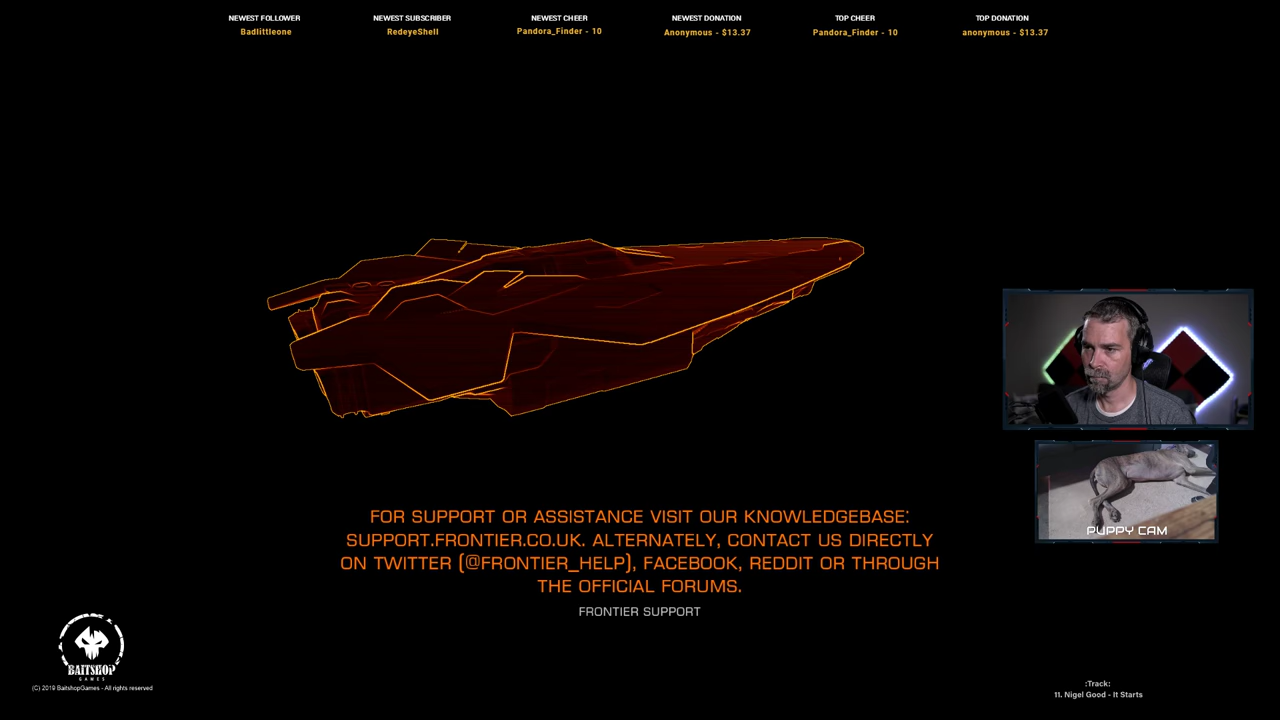 NEWEST FOLLOWER
Badlittleone
NEWEST SUBSCRIBER
RedeyeShell
NEWEST CHEER
Pandora_Finder - 10
NEWEST DONATION
Anonymous - $13.37
TOP CHEER
Pandora_Finder - 10
TOP DONATION
anonymous - $13.37
PUPPY CAM
FOR SUPPORT OR ASSISTANCE VISIT OUR KNOWLEDGEBASE:
SUPPORT.FRONTIER.CO.UK. ALTERNATELY, CONTACT US DIRECTLY
ON TWITTER (@FRONTIER_HELP), FACEBOOK, REDDIT OR THROUGH
THE OFFICIAL FORUMS.
FRONTIER SUPPORT
BAITSHOP
GAMES
(C) 2019 BaitshopGames - All rights reserved
:Track:
11. Nigel Good - It Starts